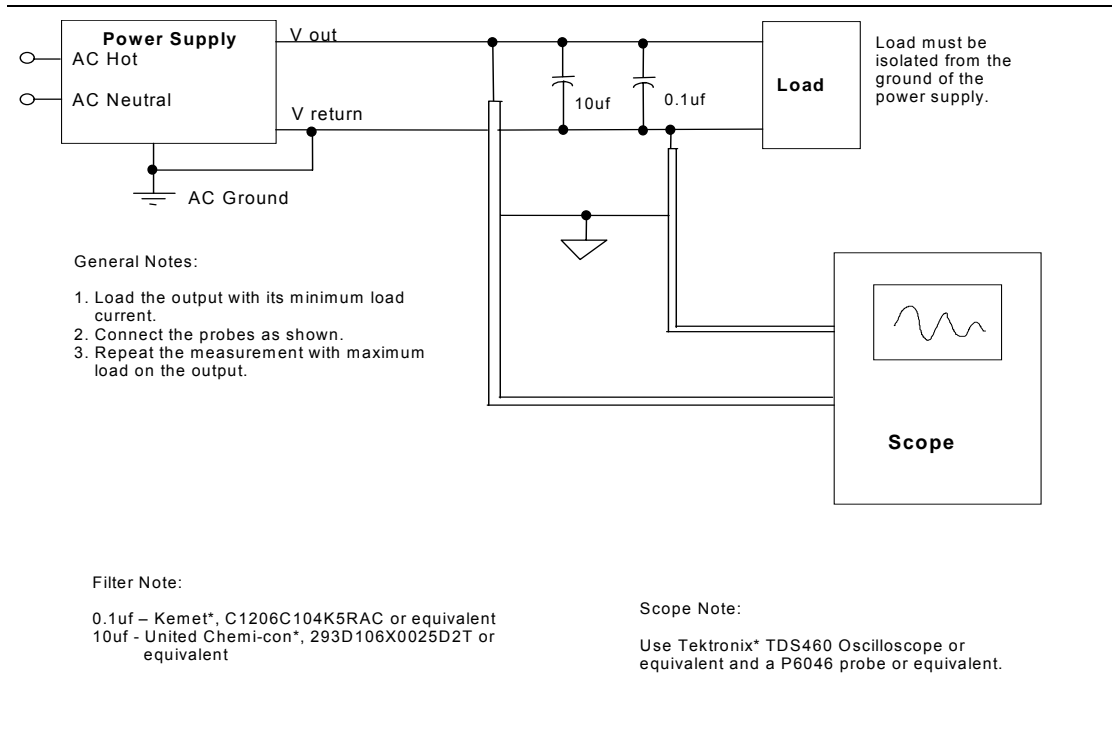 Power Supply
AC Hot
AC Neutral
V out
V return
AC Ground
10uf
0.1uf
Load
Load must be
isolated from the
ground of the
power supply.
General Notes:
1. Load the output with its minimum load
current.
2. Connect the probes as shown.
3. Repeat the measurement with maximum
load on the output.
Scope
Filter Note:
0.1uf – Kemet*, C1206C104K5RAC or equivalent
10uf - United Chemi-con*, 293D106X0025D2T or
equivalent
Scope Note:
Use Tektronix* TDS460 Oscilloscope or
equivalent and a P6046 probe or equivalent.